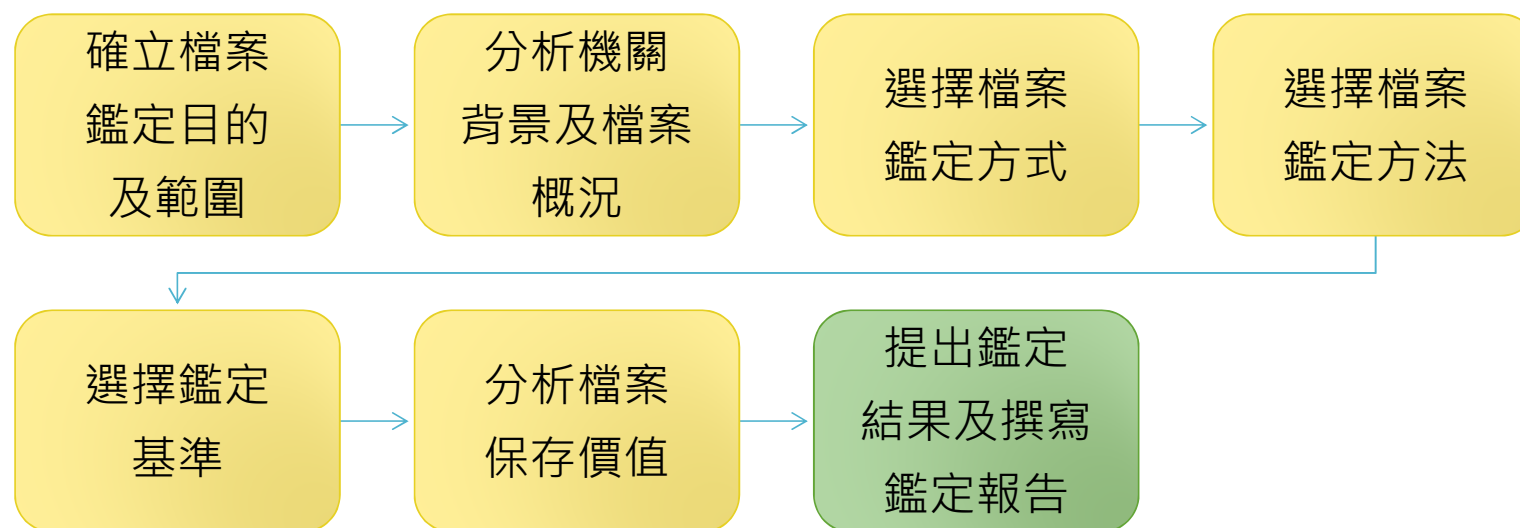 確立檔案
鑑定目的
及範圍
分析機關
背景及檔案
概況
選擇檔案
鑑定方式
選擇檔案
鑑定方法
選擇鑑定
基準
分析檔案
保存價值
提出鑑定
結果及撰寫
鑑定報告